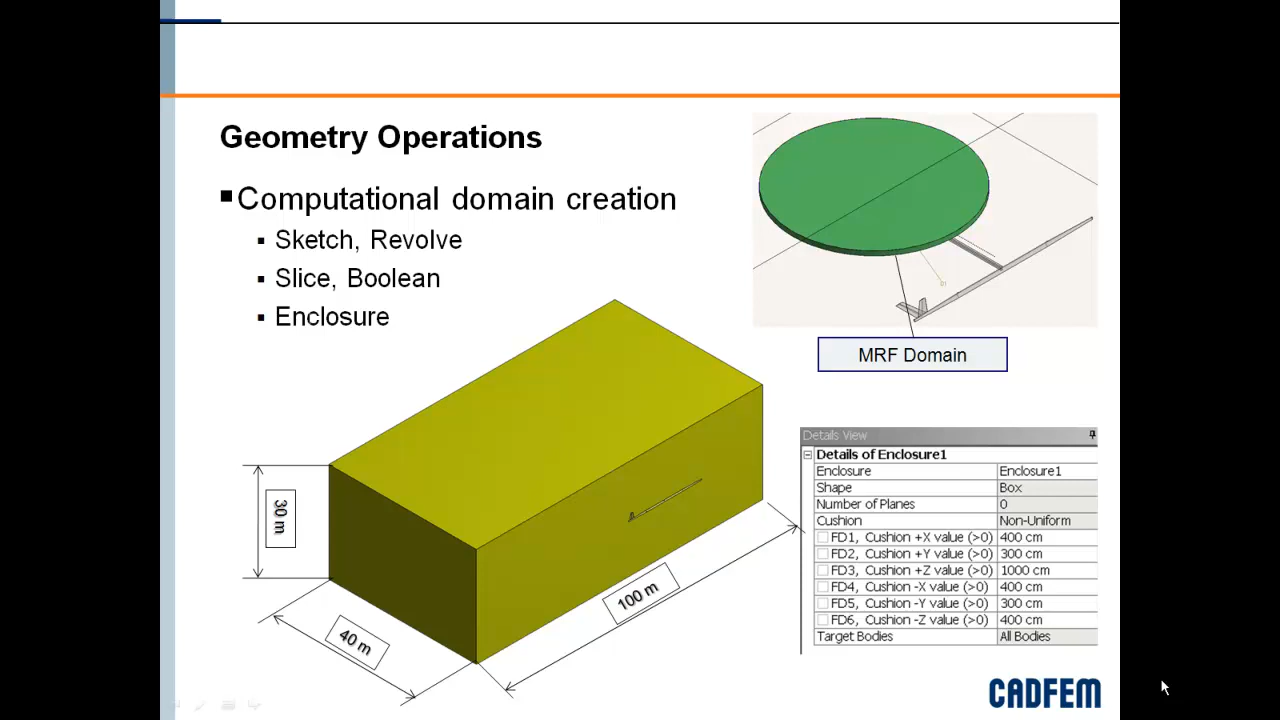 Geometry Operations
Computational domain creation
Sketch, Revolve
Slice, Boolean
Enclosure
MRF Domain
30 m
40 m
100 m
Details View
Details of Enclosure1
Enclosure Enclosure1
Shape Box
Number of Planes 0
Cushion Non-Uniform
FD1, Cushion +X value (>0) 400 cm
FD2, Cushion +Y value (>0) 300 cm
FD3, Cushion +Z value (>0) 1000 cm
FD4, Cushion -X value (>0) 400 cm
FD5, Cushion -Y value (>0) 300 cm
FD6, Cushion -Z value (>0) 400 cm
Target Bodies All Bodies
CADFEM